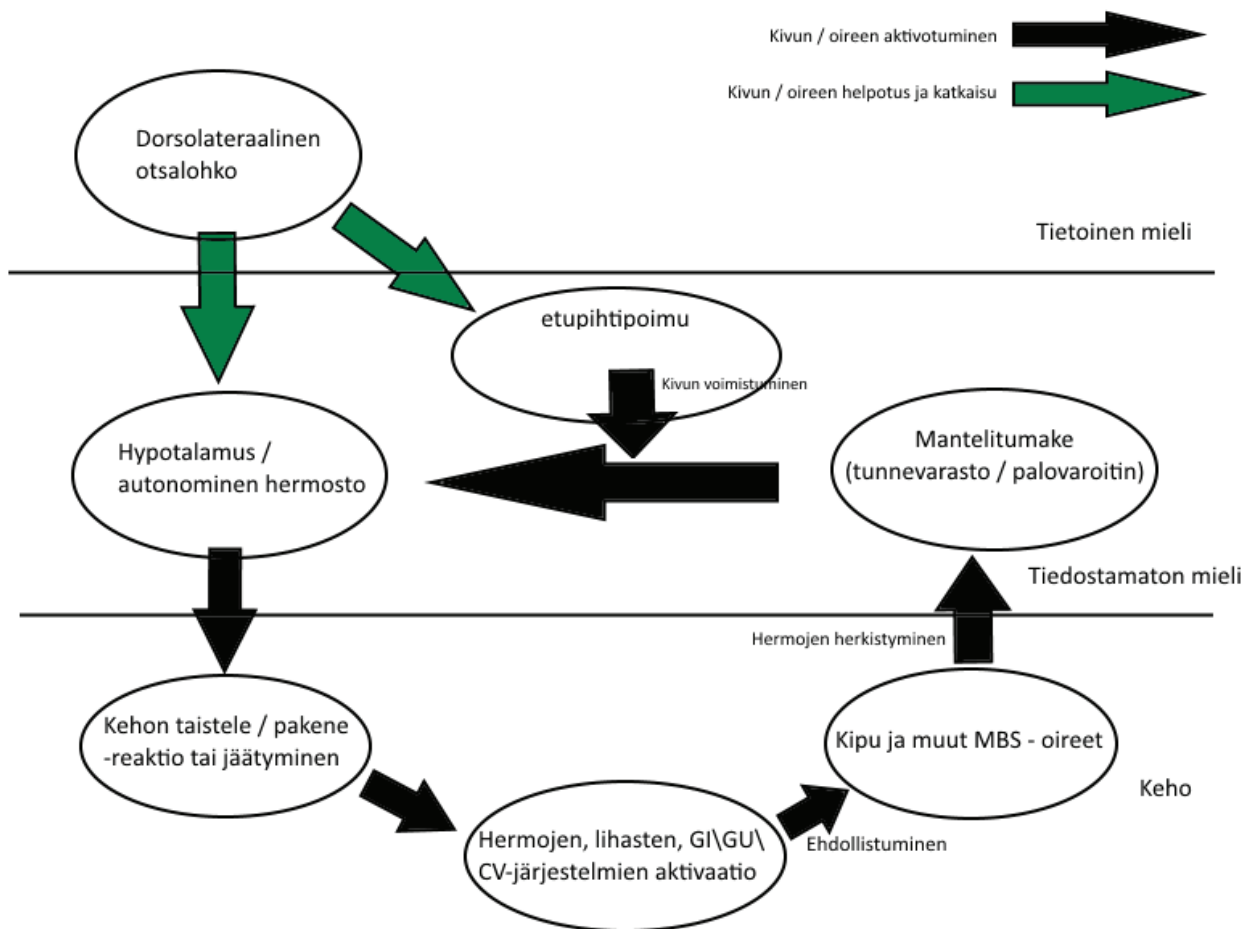 Kivun / oireen aktivotuminen
Kivun / oireen helpotus ja katkaisu
Dorsolateraalinen
otsalohko
Tietoinen mieli
etupihtipoimu
Kivun voimistuminen
Hypotalamus /
autonominen hermosto
Mantelitumake
(tunnevarasto / palovaroitin)
Tiedostamaton mieli
Hermojen herkistyminen
Kehon taistele / pakene
-reaktio tai jäätyminen
Kipu ja muut MBS - oireet
Keho
Hermojen, lihasten, GI\GU\
CV-järjestelmien aktivaatio
Ehdollistuminen